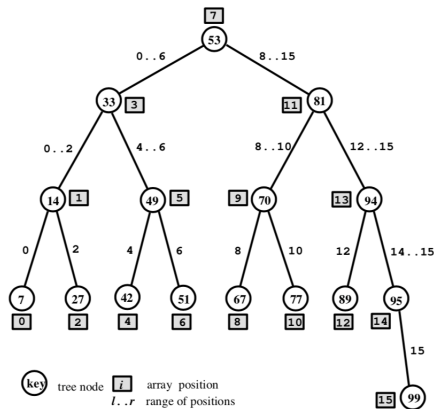 7
53
0..6 8..15
33 3 11 81
0..2 4..6 8..10 12..15
14 1 49 5 9 70 13 94
0 2 4 6 8 10 12 14..15
7 27 42 51 67 77 89 95
0 2 4 6 8 10 12 14
15
key tree node i array position
l..r range of positions
15 99